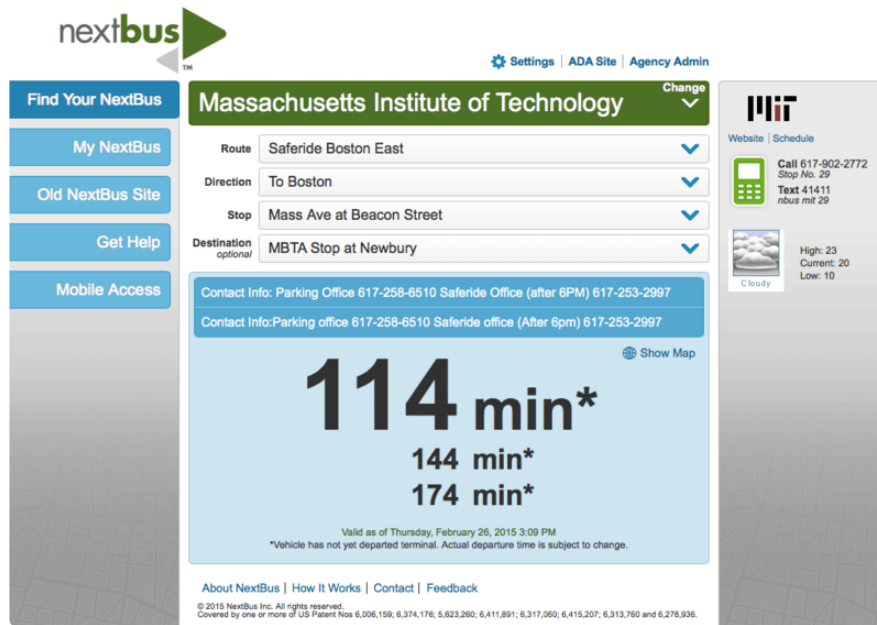 nextbus
TM
Settings | ADA Site | Agency Admin
Find Your NextBus
My NextBus
Old NextBus Site
Get Help
Mobile Access
Massachusetts Institute of Technology
Change
Route Saferide Boston East
Direction To Boston
Stop Mass Ave at Beacon Street
Destination MBTA Stop at Newbury
optional
Contact Info: Parking Office 617-258-6510 Saferide Office (after 6PM) 617-253-2997
Contact Info:Parking office 617-258-6510 Saferide office (After 6pm) 617-253-2997
Show Map
114 min*
144 min*
174 min*
Valid as of Thursday, February 26, 2015 3:09 PM
*Vehicle has not yet departed terminal. Actual departure time is subject to change.
About NextBus | How It Works | Contact | Feedback
© 2015 NextBus Inc. All rights reserved.
Covered by one or more of US Patent Nos 6,006,159; 6,374,176; 5,623,260; 6,411,891; 6,317,060; 6,415,207; 6,313,760 and 6,278,936.
MiT
Website | Schedule
Call 617-902-2772
Stop No. 29
Text 41411
nbus mit 29
Cloudy
High: 23
Current: 20
Low: 10